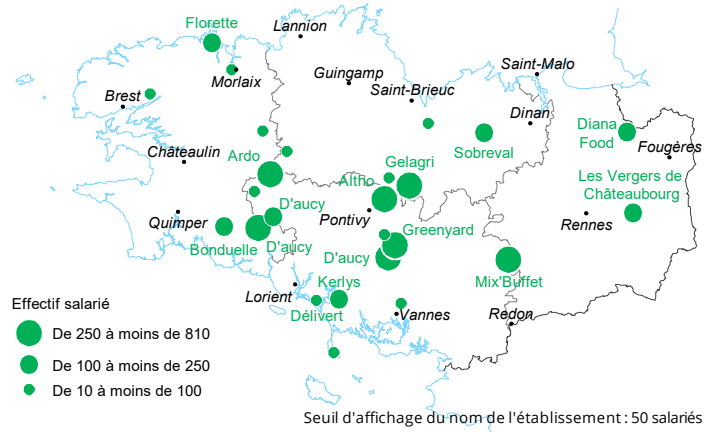 Florette
Lannion
Saint-Malo
Morlaix
Guingamp
Saint-Brieuc
Brest
Dinan
Diana
Food
Fougères
Sobreval
Châteaulin
Ardo
Gelagri
Altho
Les Vergers de
Châteaubourg
D'aucy
Quimper
Pontivy
Rennes
Greenyard
Bonduelle
D'aucy
D'aucy
Mix'Buffet
Kerlys
Lorient
Délivert
Vannes
Redon
Effectif salarié
De 250 à moins de 810
De 100 à moins de 250
De 10 à moins de 100
Seuil d'affichage du nom de l'établissement : 50 salariés